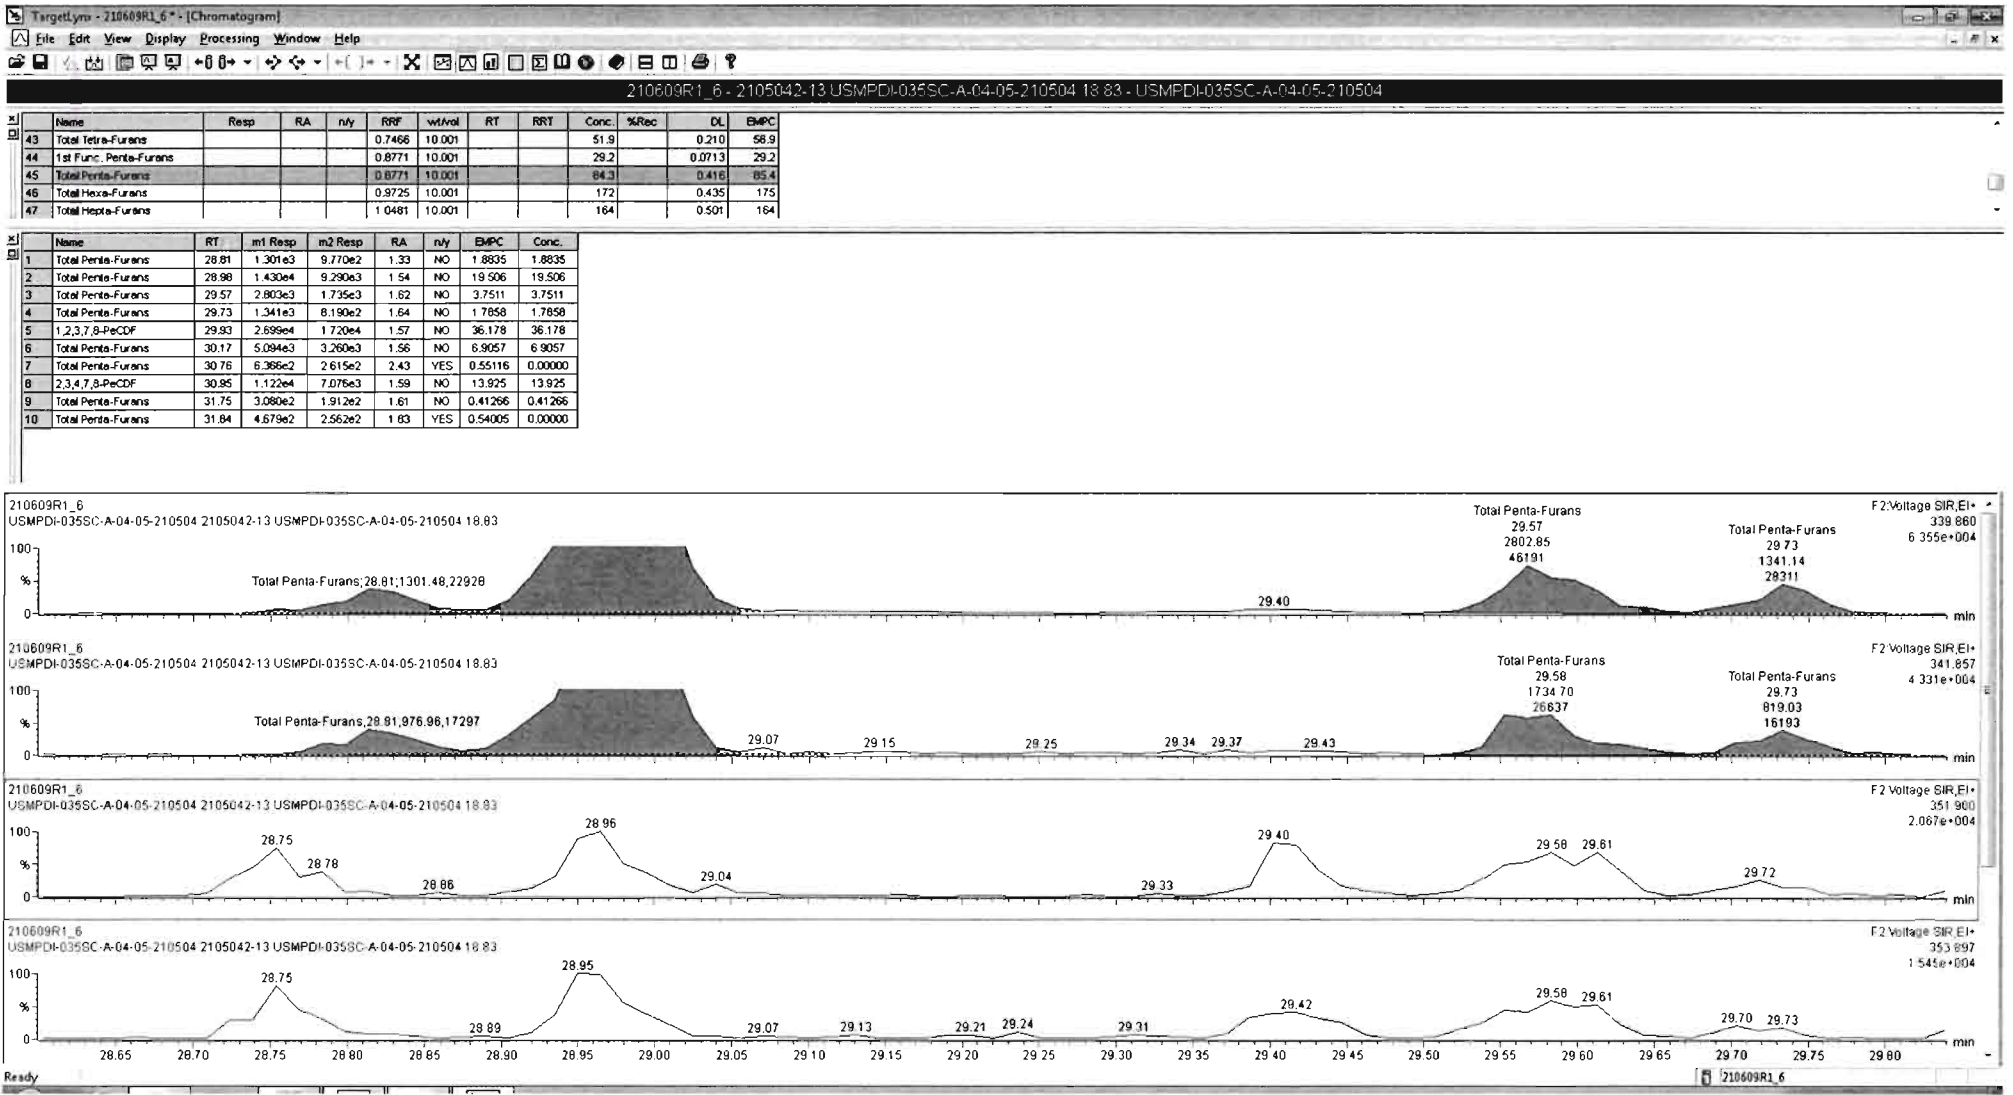 TargetLynx - 210609R1_6 * - [Chromatogram]
File Edit View Display Processing Window Help
210609R1_6 - 2105042-13 USMPDI-035SC-A-04-05-210504 18.83 - USMPDI-035SC-A-04-05-210504
Name Resp RA n/y RRF wt/vol RT RRT Conc. %Rec DL EMPC
43 Total Tetra-Furans 0.7466 10.001 51.9 0.210 56.9
44 1st Func. Penta-Furans 0.8771 10.001 29.2 0.0713 29.2
45 Total Penta-Furans 0.8771 10.001 84.3 0.416 85.4
46 Total Hexa-Furans 0.9725 10.001 172 0.435 175
47 Total Hepta-Furans 1.0481 10.001 164 0.501 164
Name RT m1 Resp m2 Resp RA n/y EMPC Conc.
1 Total Penta-Furans 28.81 1.301e3 9.770e2 1.33 NO 1.8835 1.8835
2 Total Penta-Furans 28.98 1.430e4 9.290e3 1.54 NO 19.506 19.506
3 Total Penta-Furans 29.57 2.803e3 1.735e3 1.62 NO 3.7511 3.7511
4 Total Penta-Furans 29.73 1.341e3 8.190e2 1.64 NO 1.7858 1.7858
5 1,2,3,7,8-PeCDF 29.93 2.699e4 1.720e4 1.57 NO 36.178 36.178
6 Total Penta-Furans 30.17 5.094e3 3.260e3 1.56 NO 6.9057 6.9057
7 Total Penta-Furans 30.76 6.366e2 2.615e2 2.43 YES 0.55116 0.00000
8 2,3,4,7,8-PeCDF 30.95 1.122e4 7.076e3 1.59 NO 13.925 13.925
9 Total Penta-Furans 31.75 3.080e2 1.912e2 1.61 NO 0.41266 0.41266
10 Total Penta-Furans 31.84 4.679e2 2.562e2 1.83 YES 0.54005 0.00000
210609R1_6
USMPDI-035SC-A-04-05-210504 2105042-13 USMPDI-035SC-A-04-05-210504 18.83
F2:Voltage SIR,EI+
339.860
6.355e+004
Total Penta-Furans
29.57
2802.85
46191
Total Penta-Furans
29.73
1341.14
28311
Total Penta-Furans;28.81;1301.48;22928
29.40
100
%
0
min
210609R1_6
USMPDI-035SC-A-04-05-210504 2105042-13 USMPDI-035SC-A-04-05-210504 18.83
F2:Voltage SIR,EI+
341.857
4.331e+004
Total Penta-Furans
29.58
1734.70
26637
Total Penta-Furans
29.73
819.03
16193
Total Penta-Furans;28.81;976.96;17297
29.07 29.15 29.25 29.34 29.37 29.43
100
%
0
min
210609R1_6
USMPDI-035SC-A-04-05-210504 2105042-13 USMPDI-035SC-A-04-05-210504 18.83
F2:Voltage SIR,EI+
351.900
2.067e+004
28.75 28.78 28.86 28.96 29.04 29.33 29.40 29.58 29.61 29.72
100
%
0
min
210609R1_6
USMPDI-035SC-A-04-05-210504 2105042-13 USMPDI-035SC-A-04-05-210504 18.83
F2:Voltage SIR,EI+
353.897
1.545e+004
28.75 28.89 28.95 29.07 29.13 29.21 29.24 29.31 29.42 29.58 29.61 29.70 29.73
100
%
0
min
28.65 28.70 28.75 28.80 28.85 28.90 28.95 29.00 29.05 29.10 29.15 29.20 29.25 29.30 29.35 29.40 29.45 29.50 29.55 29.60 29.65 29.70 29.75 29.80
Ready
210609R1_6